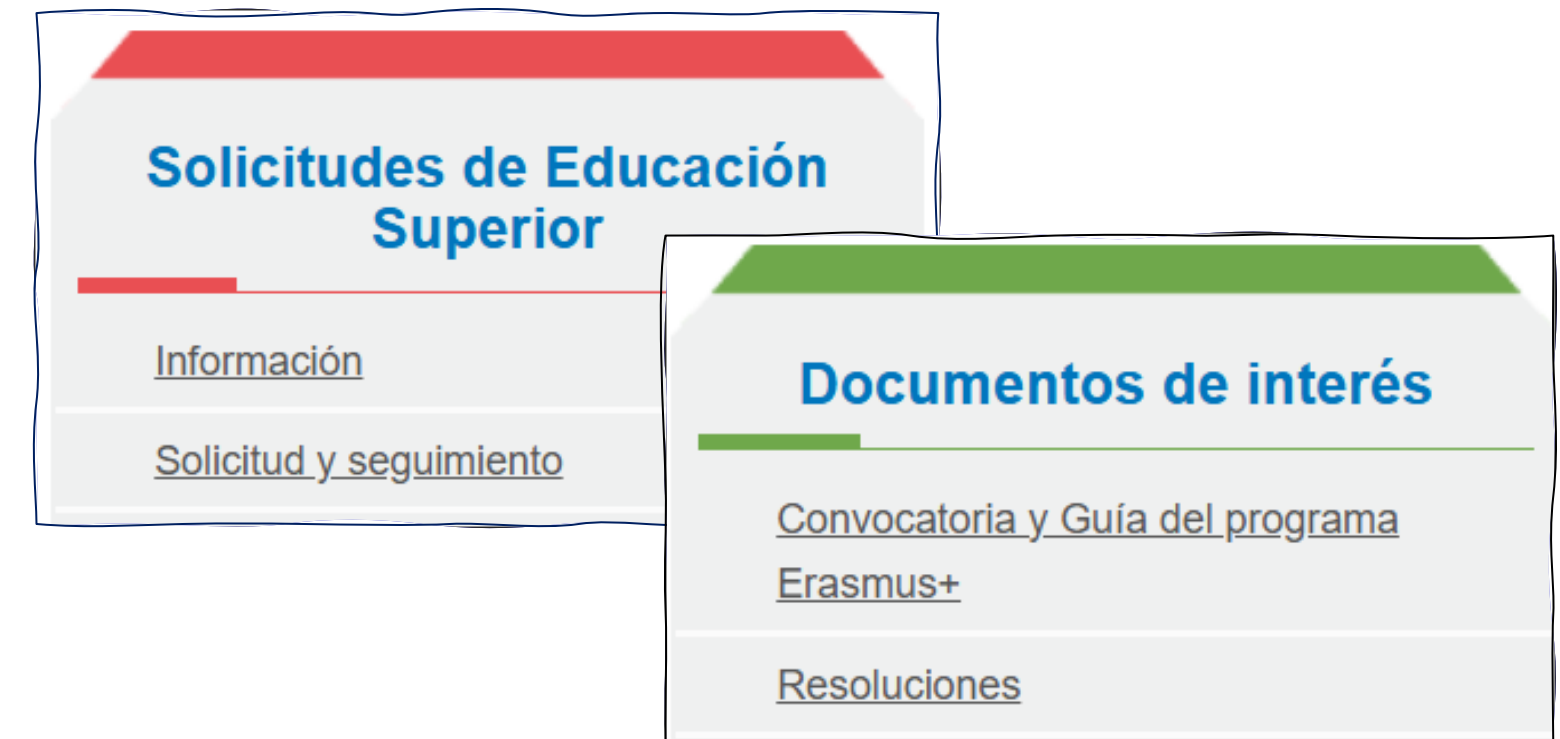 Solicitudes de Educación
Superior
Información
Solicitud y seguimiento
Documentos de interés
Convocatoria y Guía del programa
Erasmus+
Resoluciones